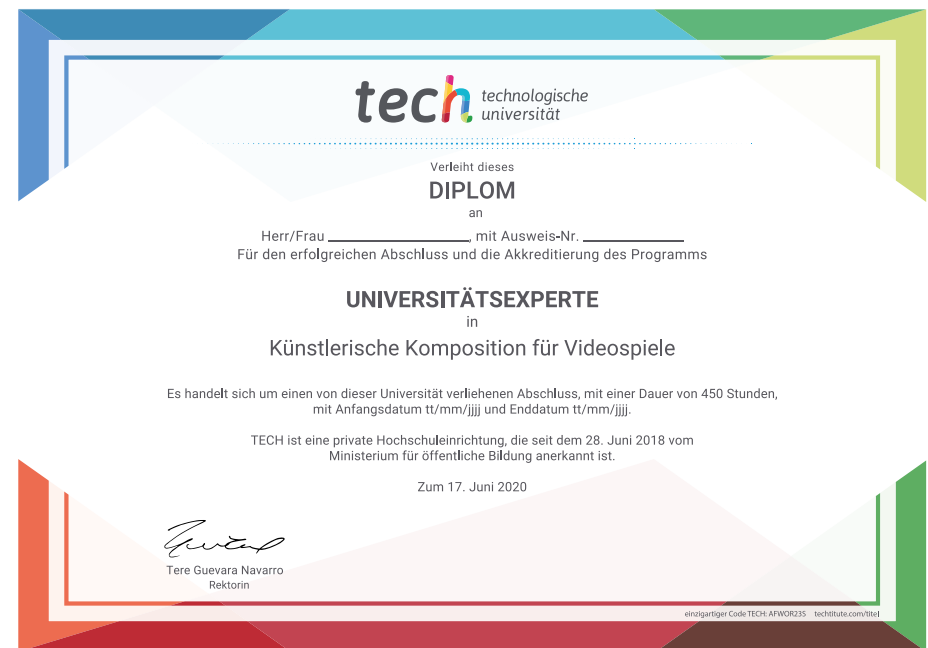 tech technologische
universität
Verleiht dieses
DIPLOM
an
Herr/Frau ____________, mit Ausweis-Nr. ____________
Für den erfolgreichen Abschluss und die Akkreditierung des Programms
UNIVERSITÄTSEXPERTE
in
Künstlerische Komposition für Videospiele
Es handelt sich um einen von dieser Universität verliehenen Abschluss, mit einer Dauer von 450 Stunden,
mit Anfangsdatum tt/mm/jjjj und Enddatum tt/mm/jjjj.
TECH ist eine private Hochschuleinrichtung, die seit dem 28. Juni 2018 vom
Ministerium für öffentliche Bildung anerkannt ist.
Zum 17. Juni 2020
Tere Guevara Navarro
Rektorin
einzigartiger Code TECH: AFWOR23S techtitute.com/titel